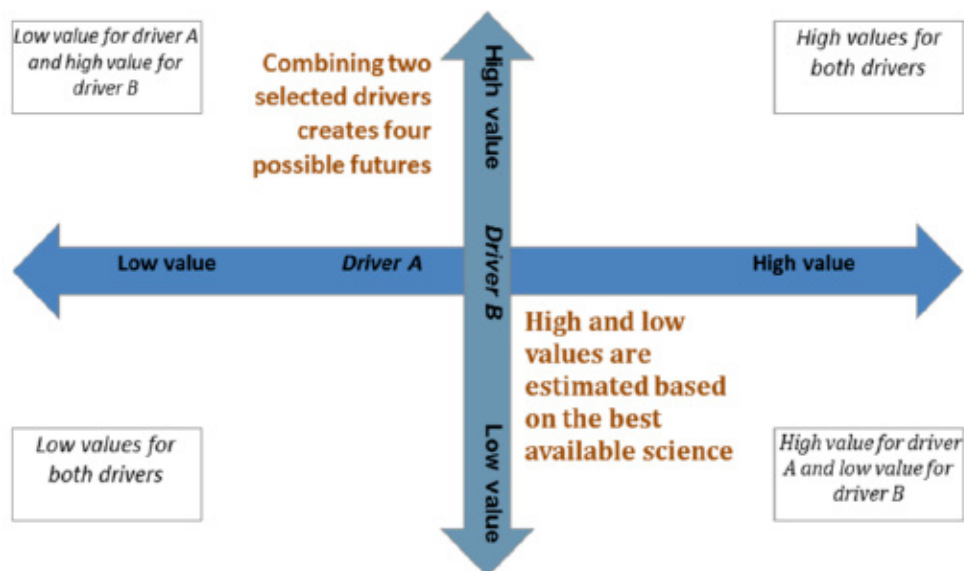 Low value for driver A
and high value for
driver B
Combining two
selected drivers
creates four
possible futures
High value
High values for
both drivers
Low value
Driver A
Driver B
High value
Low values for
both drivers
Low value
High and low
values are
estimated based
on the best
available science
High value for driver
A and low value for
driver B